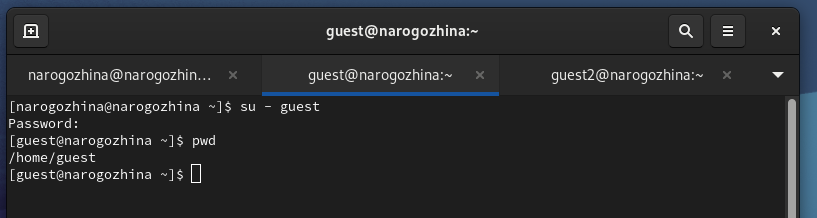 guest@narogozhina:~
narogozhina@narogozhin...
guest@narogozhina:~
guest2@narogozhina:~
[narogozhina@narogozhina ~]$ su - guest
Password:
[guest@narogozhina ~]$ pwd
/home/guest
[guest@narogozhina ~]$